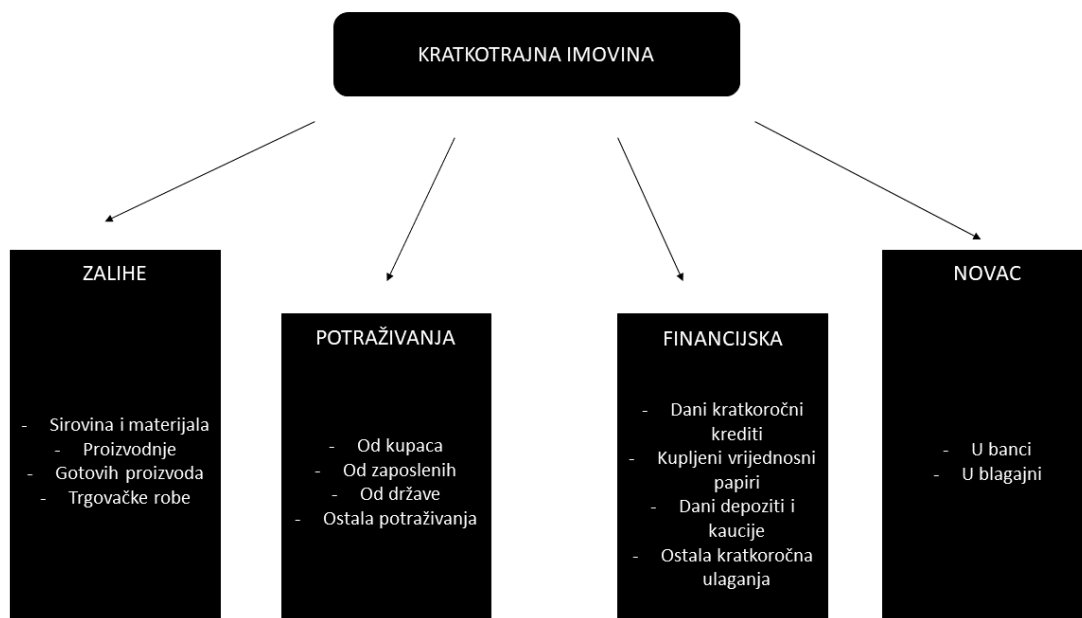 KRATKOTRAJNA IMOVINA
ZALIHE
- Sirovina i materijala
- Proizvodnje
- Gotovih proizvoda
- Trgovačke robe
POTRAŽIVANJA
- Od kupaca
- Od zaposlenih
- Od države
- Ostala potraživanja
FINANCIJSKA
- Dani kratkoročni
krediti
- Kupljeni vrijednosni
papiri
- Dani depoziti i
kaucije
- Ostala kratkoročna
ulaganja
NOVAC
- U banci
- U blagajni